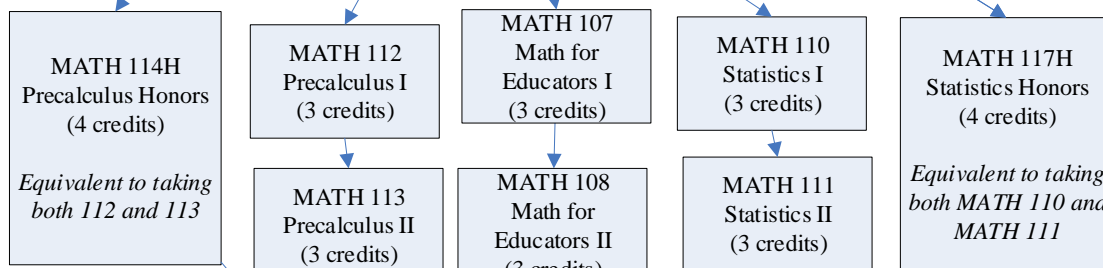 MATH 114H
Precalculus Honors
(4 credits)
Equivalent to taking
both 112 and 113
MATH 112
Precalculus I
(3 credits)
MATH 113
Precalculus II
(3 credits)
MATH 107
Math for
Educators I
(3 credits)
MATH 108
Math for
Educators II
(3 credits)
MATH 110
Statistics I
(3 credits)
MATH 111
Statistics II
(3 credits)
MATH 117H
Statistics Honors
(4 credits)
Equivalent to taking
both MATH 110 and
MATH 111